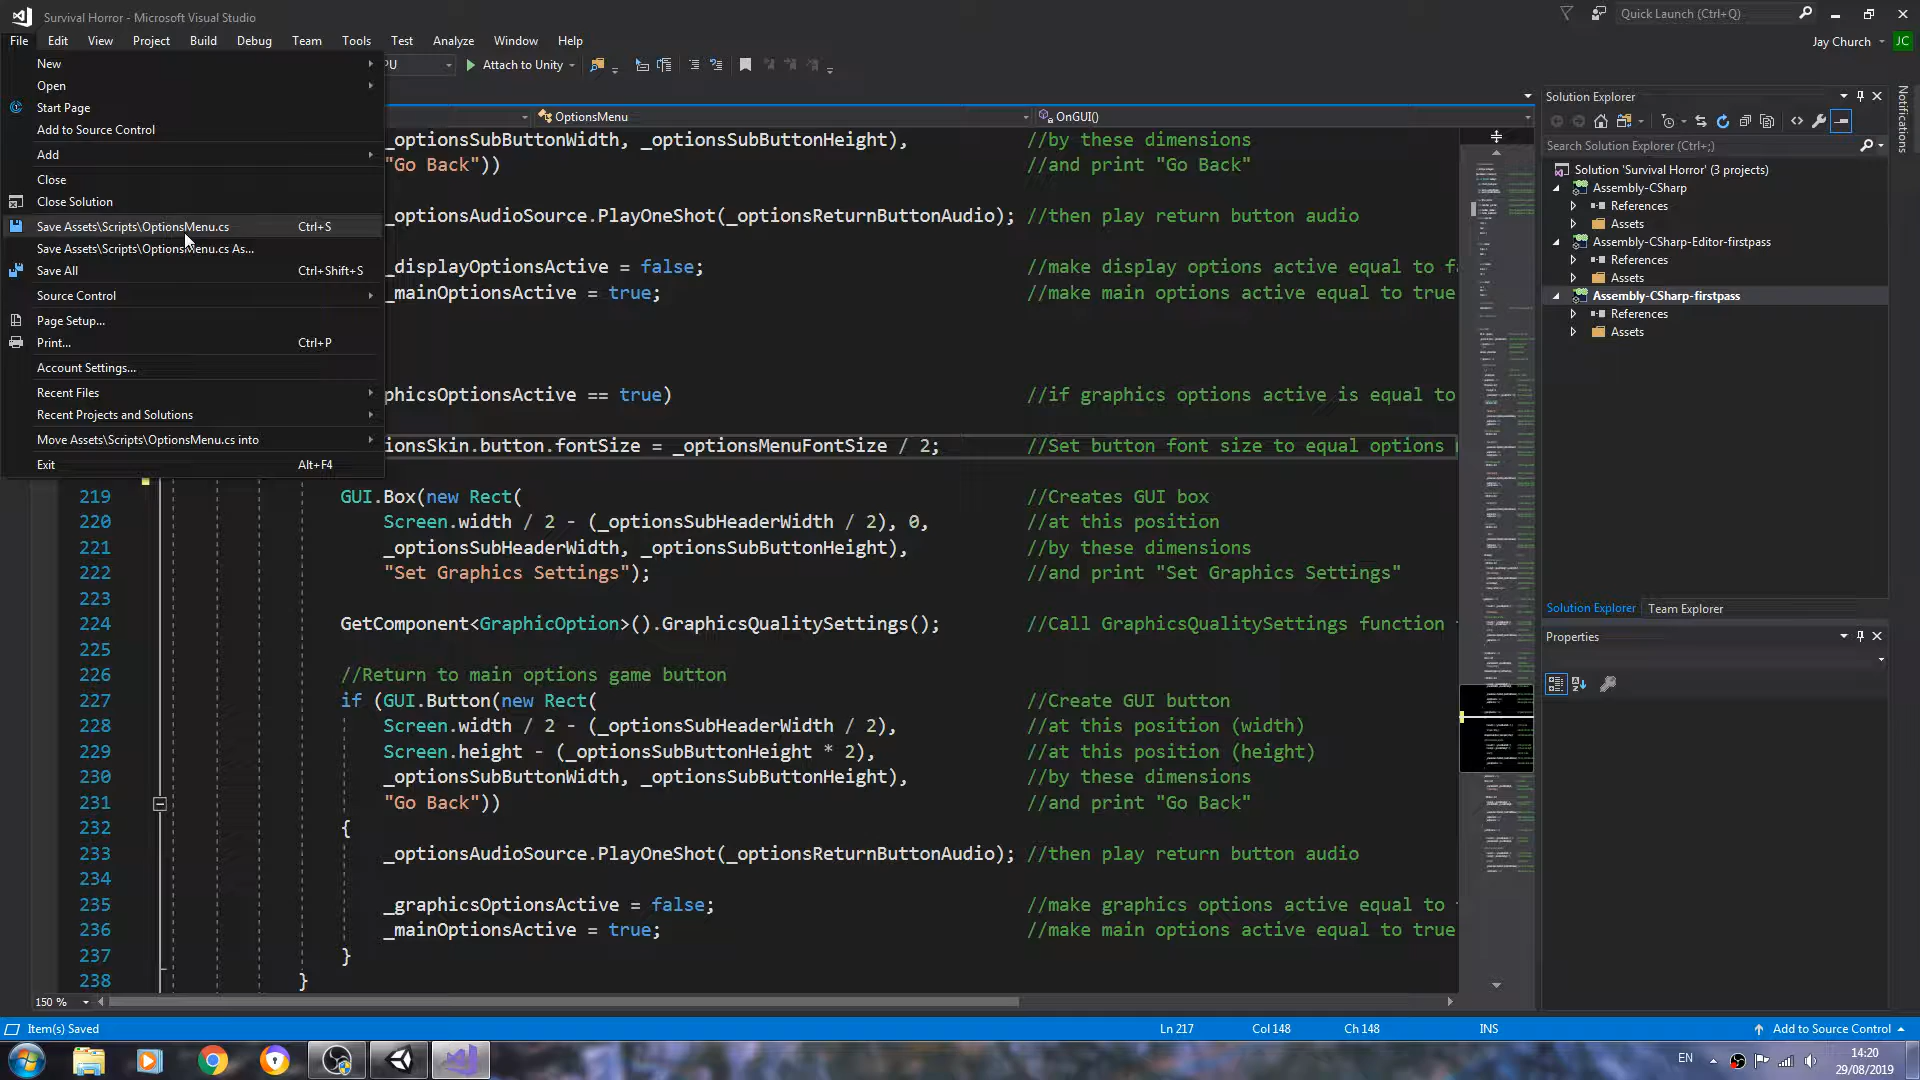 Survival Horror - Microsoft Visual Studio
Quick Launch (Ctrl+Q)
File Edit View Project Build Debug Team Tools Test Analyze Window Help
Jay Church JC
New
Open
Start Page
Add to Source Control
Add
Close
Close Solution
Save Assets\Scripts\OptionsMenu.cs Ctrl+S
Save Assets\Scripts\OptionsMenu.cs As...
Save All Ctrl+Shift+S
Source Control
Page Setup...
Print... Ctrl+P
Account Settings...
Recent Files
Recent Projects and Solutions
Move Assets\Scripts\OptionsMenu.cs into
Exit Alt+F4
PU Attach to Unity
OptionsMenu OnGUI()
_optionsSubButtonWidth, _optionsSubButtonHeight), //by these dimensions
"Go Back")) //and print "Go Back"
_optionsAudioSource.PlayOneShot(_optionsReturnButtonAudio); //then play return button audio
_displayOptionsActive = false; //make display options active equal to f
_mainOptionsActive = true; //make main options active equal to true
phicsOptionsActive == true) //if graphics options active is equal to
ionsSkin.button.fontSize = _optionsMenuFontSize / 2; //Set button font size to equal options
219 GUI.Box(new Rect( //Creates GUI box
220 Screen.width / 2 - (_optionsSubHeaderWidth / 2), 0, //at this position
221 _optionsSubHeaderWidth, _optionsSubButtonHeight), //by these dimensions
222 "Set Graphics Settings"); //and print "Set Graphics Settings"
223
224 GetComponent<GraphicOption>().GraphicsQualitySettings(); //Call GraphicsQualitySettings function
225
226 //Return to main options game button
227 if (GUI.Button(new Rect( //Create GUI button
228 Screen.width / 2 - (_optionsSubHeaderWidth / 2), //at this position (width)
229 Screen.height - (_optionsSubButtonHeight * 2), //at this position (height)
230 _optionsSubButtonWidth, _optionsSubButtonHeight), //by these dimensions
231 "Go Back")) //and print "Go Back"
232 {
233 _optionsAudioSource.PlayOneShot(_optionsReturnButtonAudio); //then play return button audio
234
235 _graphicsOptionsActive = false; //make graphics options active equal to
236 _mainOptionsActive = true; //make main options active equal to true
237 }
238 }
150 %
Solution Explorer
Search Solution Explorer (Ctrl+;)
Solution 'Survival Horror' (3 projects)
Assembly-CSharp
References
Assets
Assembly-CSharp-Editor-firstpass
References
Assets
Assembly-CSharp-firstpass
References
Assets
Solution Explorer Team Explorer
Properties
Notifications
Item(s) Saved Ln 217 Col 148 Ch 148 INS Add to Source Control
EN 14:20
29/08/2019